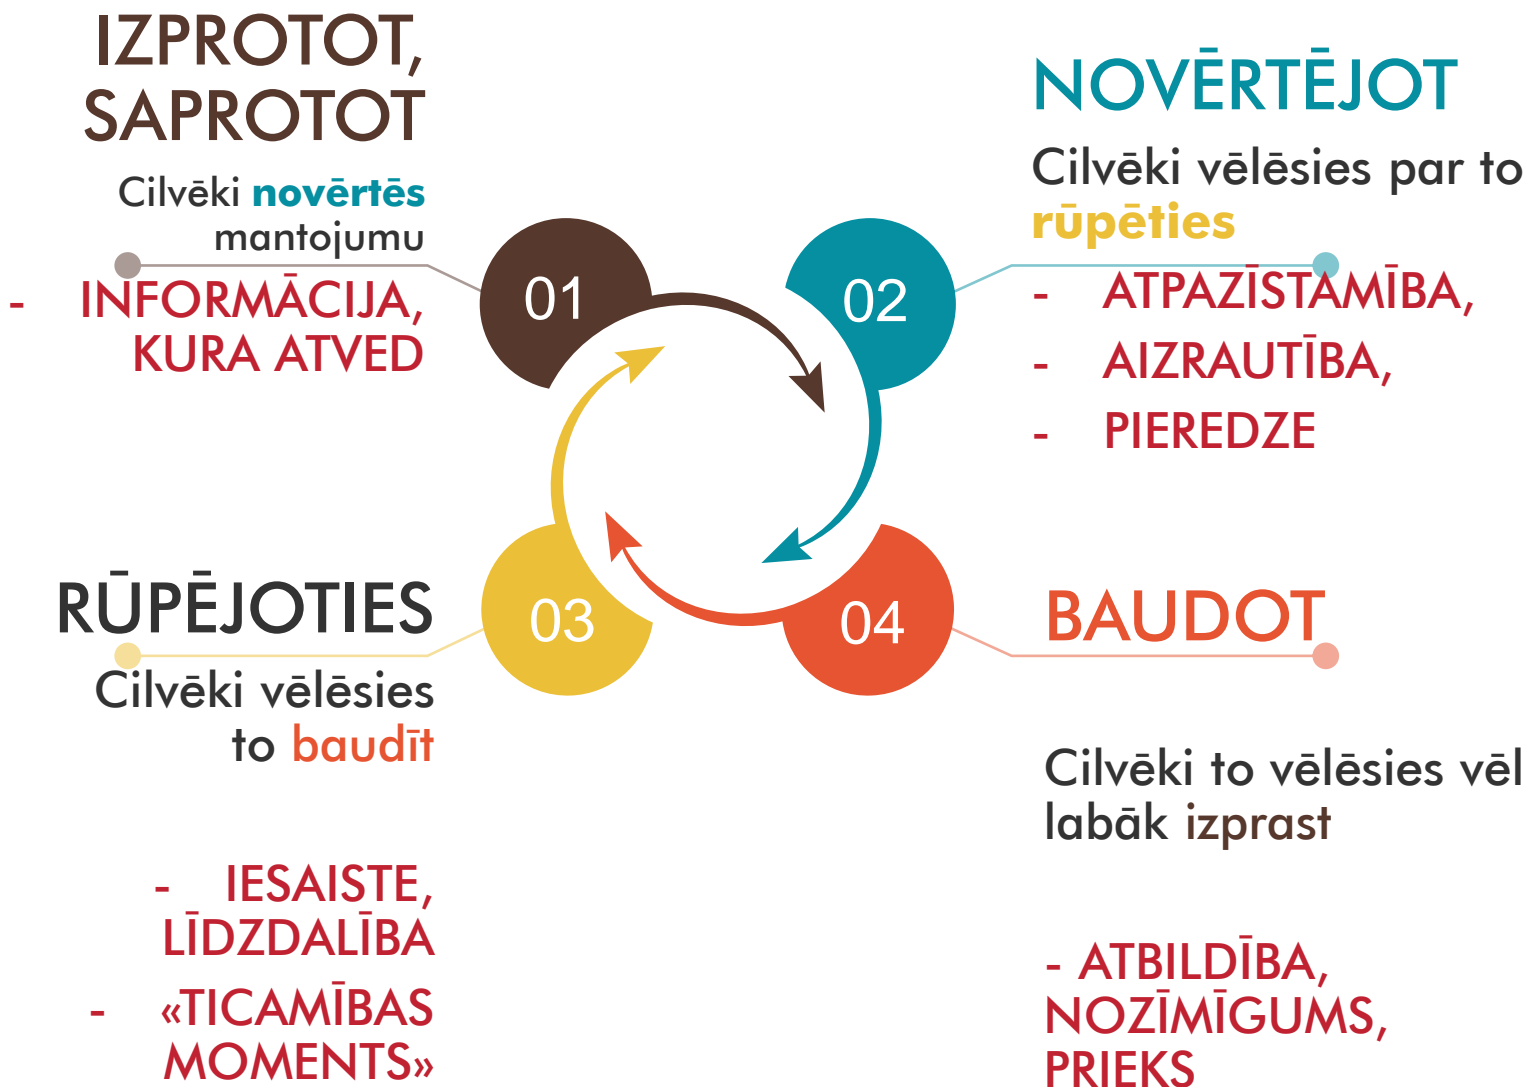 IZPROTOT,
SAPROTOT
Cilvēki novērtēs
mantojumu
- INFORMĀCIJA,
KURA ATVED
01
NOVĒRTĒJOT
Cilvēki vēlēsies par to
rūpēties
- ATPAZĪSTAMĪBA,
- AIZRAUTĪBA,
- PIEREDZE
02
RŪPĒJOTIES
Cilvēki vēlēsies
to baudīt
- IESAISTE,
LĪDZDALĪBA
- «TICAMĪBAS
MOMENTS»
03
04
BAUDOT
Cilvēki to vēlēsies vēl
labāk izprast
- ATBILDĪBA,
NOZĪMĪGUMS,
PRIEKS